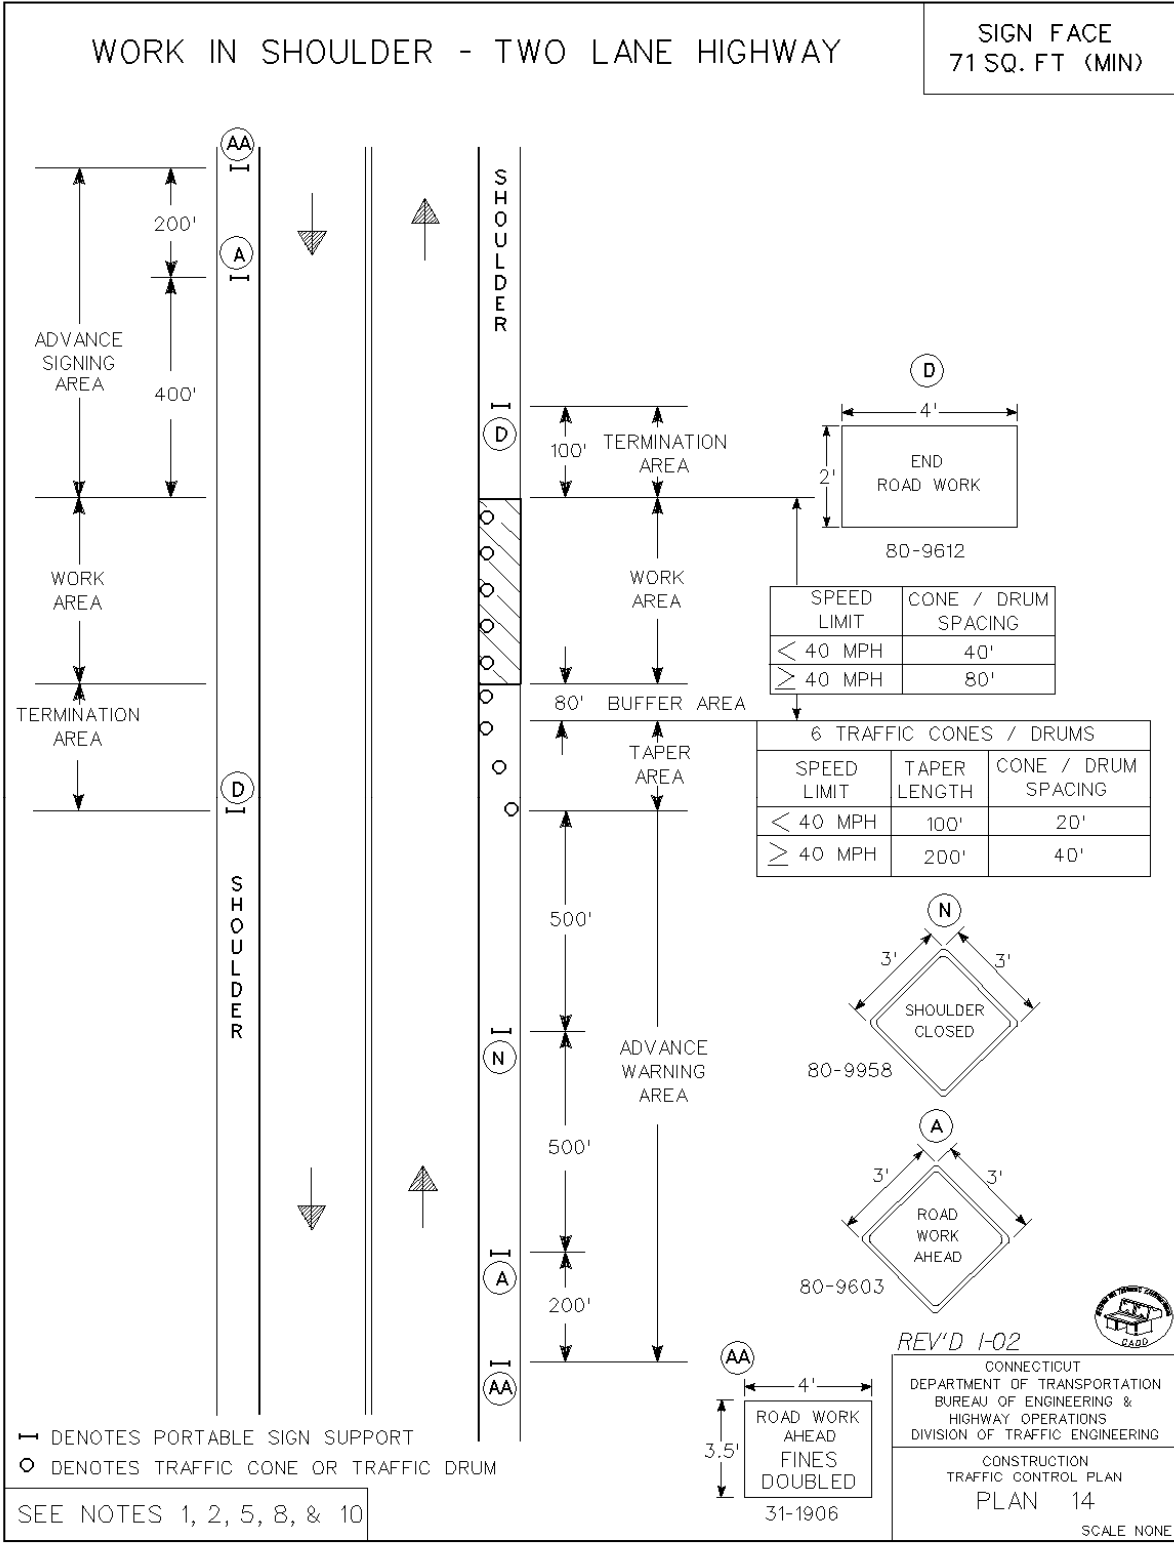 WORK IN SHOULDER - TWO LANE HIGHWAY
SIGN FACE
71 SQ. FT (MIN)
AA
200'
A
ADVANCE
SIGNING
AREA
400'
WORK
AREA
TERMINATION
AREA
D
SHOULDER
SHOULDER
D
100'
TERMINATION
AREA
WORK
AREA
80'
BUFFER AREA
TAPER
AREA
500'
N
ADVANCE
WARNING
AREA
500'
A
200'
AA
D
4'
2'
END
ROAD WORK
80-9612
SPEED LIMIT CONE / DRUM SPACING
< 40 MPH 40'
≥ 40 MPH 80'
6 TRAFFIC CONES / DRUMS
SPEED LIMIT TAPER LENGTH CONE / DRUM SPACING
< 40 MPH 100' 20'
≥ 40 MPH 200' 40'
N
3' 3'
SHOULDER
CLOSED
80-9958
A
3' 3'
ROAD
WORK
AHEAD
80-9603
AA
4'
3.5'
ROAD WORK
AHEAD
FINES
DOUBLED
31-1906
CADD
REV'D 1-02
CONNECTICUT
DEPARTMENT OF TRANSPORTATION
BUREAU OF ENGINEERING &
HIGHWAY OPERATIONS
DIVISION OF TRAFFIC ENGINEERING
CONSTRUCTION
TRAFFIC CONTROL PLAN
PLAN 14
SCALE NONE
DENOTES PORTABLE SIGN SUPPORT
DENOTES TRAFFIC CONE OR TRAFFIC DRUM
SEE NOTES 1, 2, 5, 8, & 10